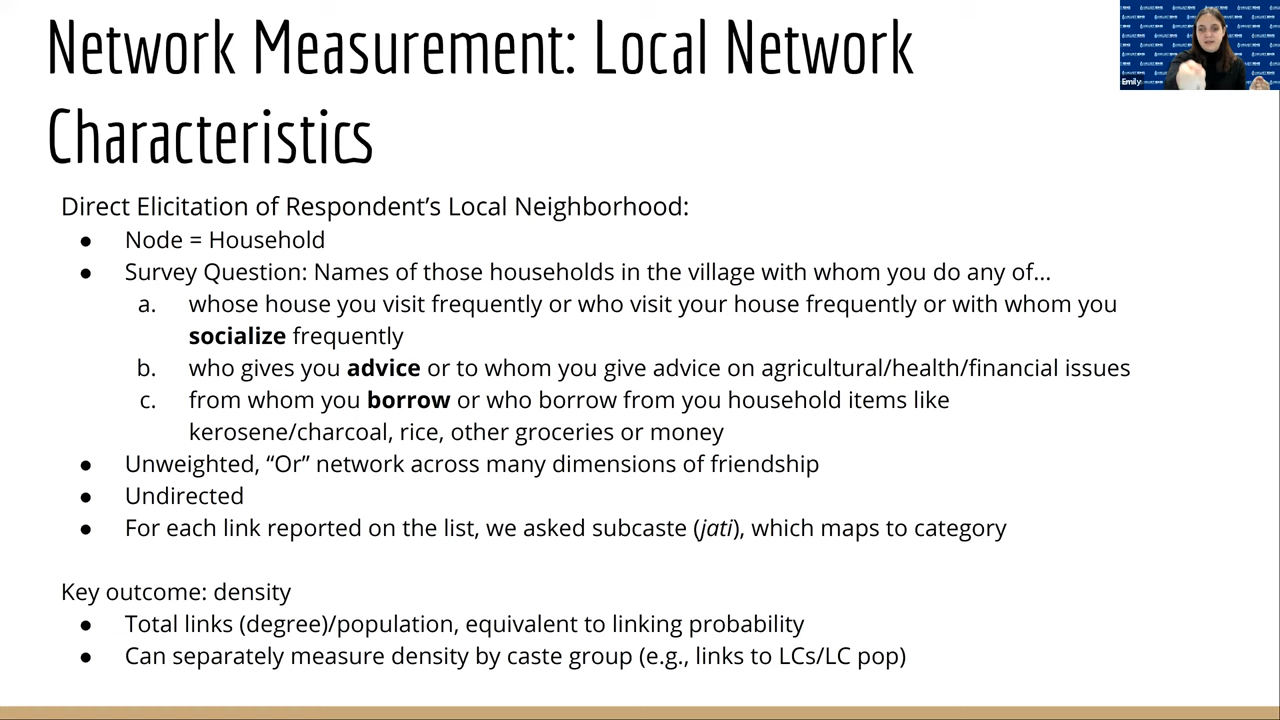 Network Measurement: Local Network
Characteristics
Emily
Direct Elicitation of Respondent’s Local Neighborhood:
● Node = Household
● Survey Question: Names of those households in the village with whom you do any of…
a. whose house you visit frequently or who visit your house frequently or with whom you
socialize frequently
b. who gives you advice or to whom you give advice on agricultural/health/financial issues
c. from whom you borrow or who borrow from you household items like
kerosene/charcoal, rice, other groceries or money
● Unweighted, “Or” network across many dimensions of friendship
● Undirected
● For each link reported on the list, we asked subcaste (jati), which maps to category
Key outcome: density
● Total links (degree)/population, equivalent to linking probability
● Can separately measure density by caste group (e.g., links to LCs/LC pop)